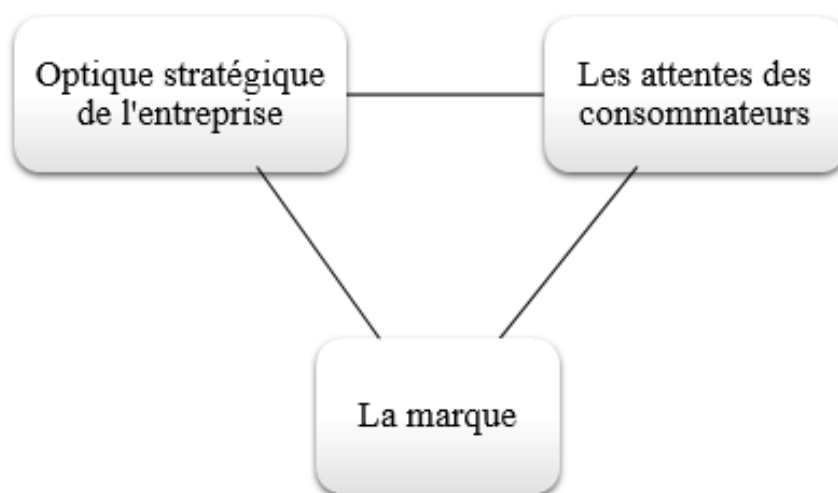 Optique stratégique
de l'entreprise
Les attentes des
consommateurs
La marque